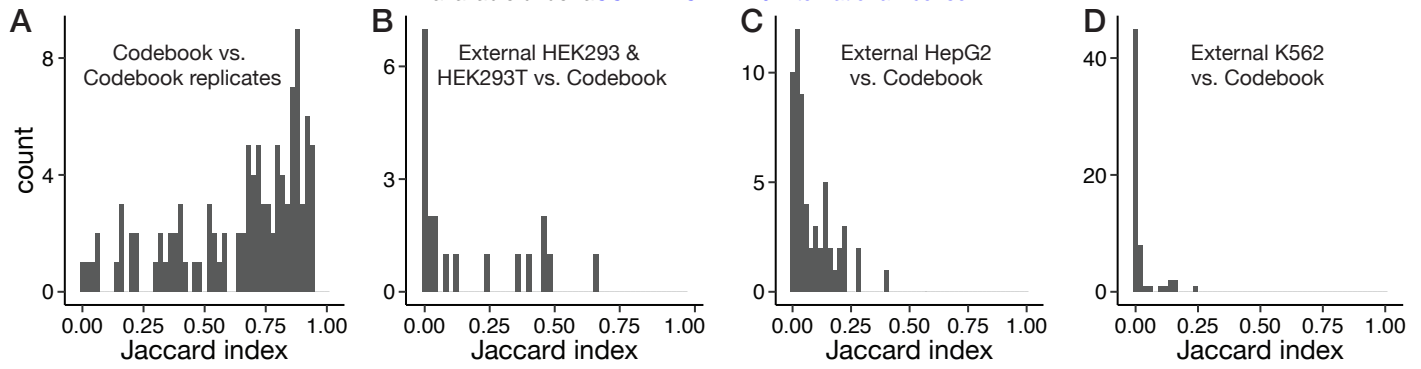 A
Codebook vs.
Codebook replicates
count
8
4
0
0.00 0.25 0.50 0.75 1.00
Jaccard index
B
External HEK293 &
HEK293T vs. Codebook
6
3
0
0.00 0.25 0.50 0.75 1.00
Jaccard index
C
External HepG2
vs. Codebook
10
5
0
0.00 0.25 0.50 0.75 1.00
Jaccard index
D
External K562
vs. Codebook
40
20
0
0.00 0.25 0.50 0.75 1.00
Jaccard index